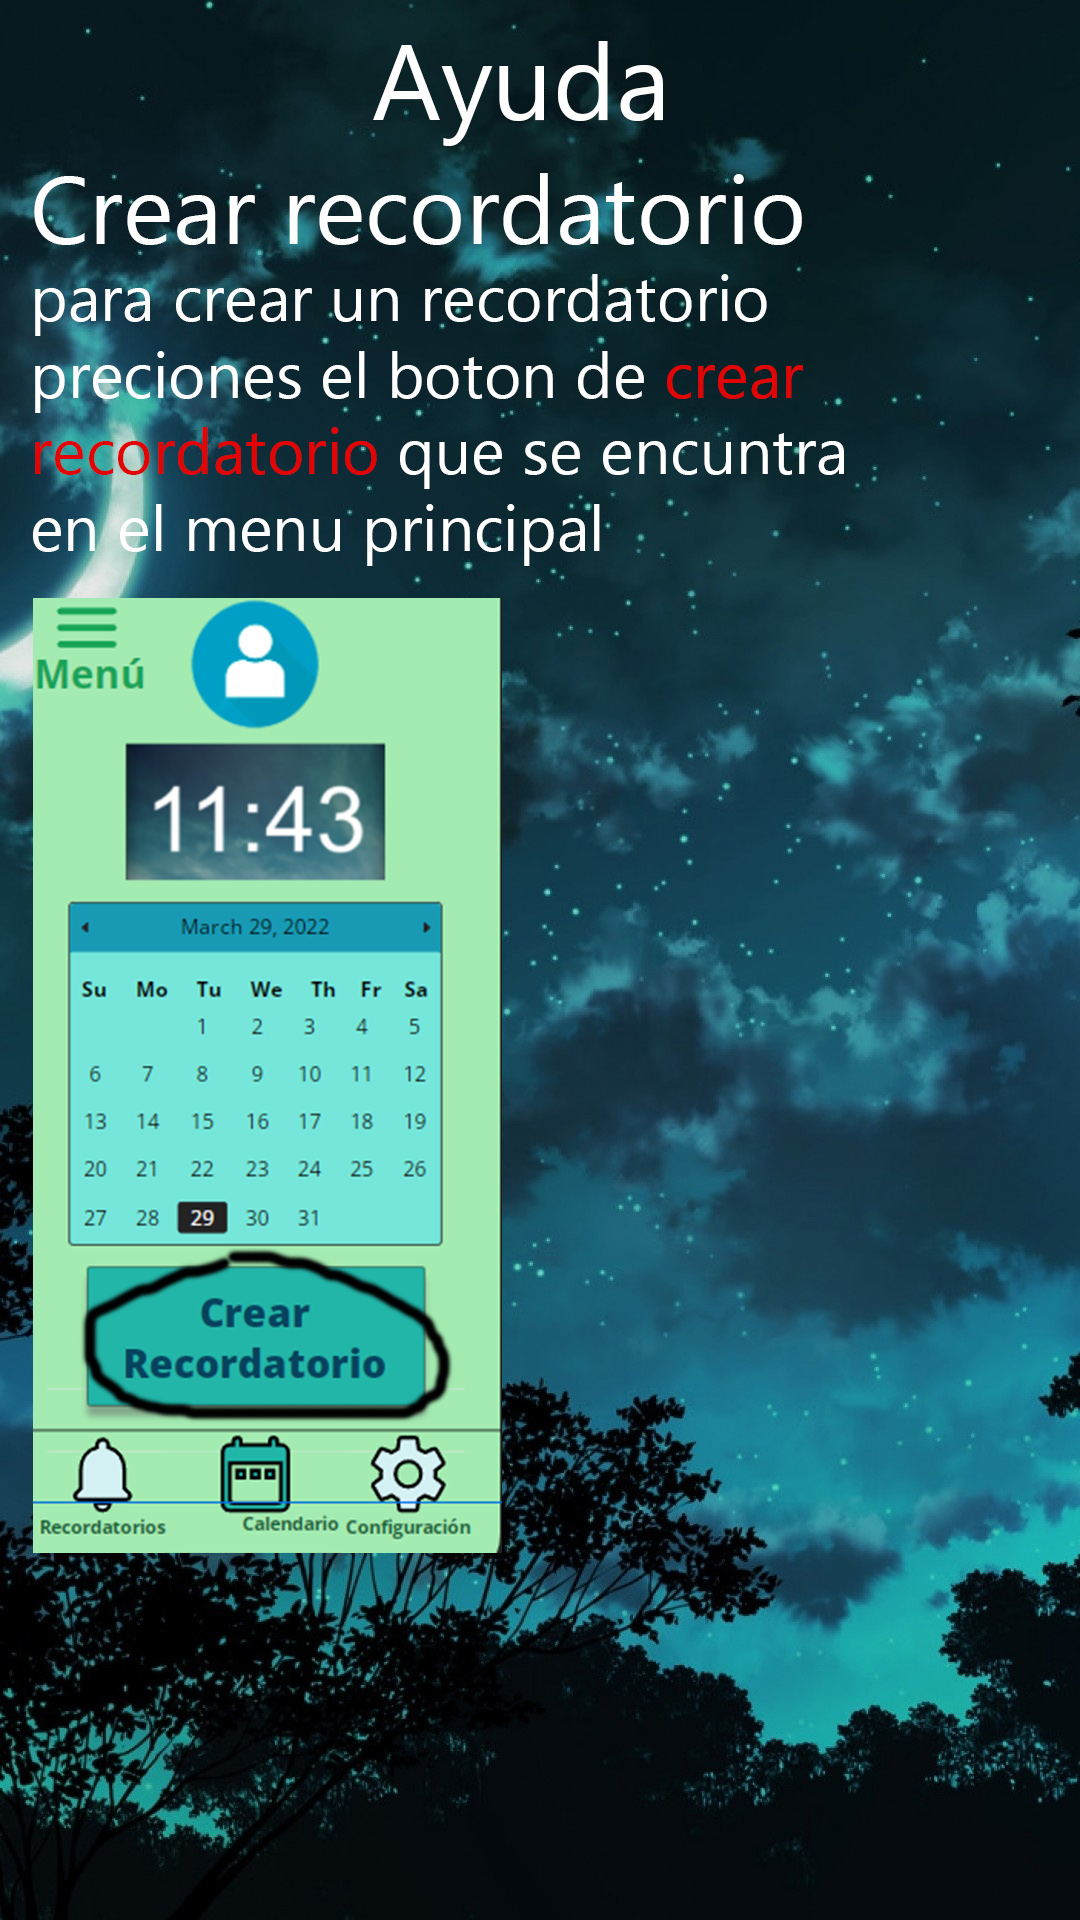 Ayuda
Crear recordatorio
para crear un recordatorio
preciones el boton de crear
recordatorio que se encuntra
en el menu principal
Menú
11:43
March 29, 2022
Su Mo Tu We Th Fr Sa
1 2 3 4 5
6 7 8 9 10 11 12
13 14 15 16 17 18 19
20 21 22 23 24 25 26
27 28 29 30 31
Crear
Recordatorio
Recordatorios Calendario Configuración